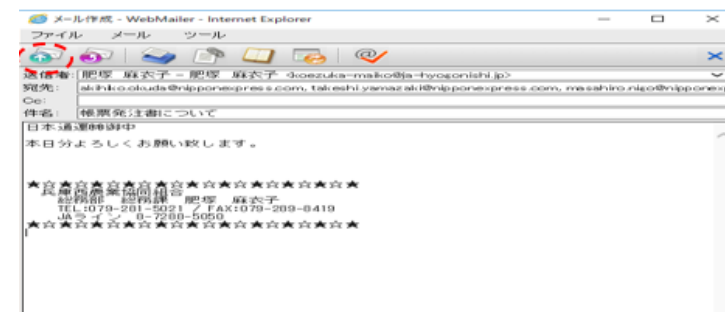 メール作成 - WebMailer - Internet Explorer
ファイル メール ツール
送信者: 肥塚 麻衣子 - 肥塚 麻衣子 <koezuka-maiko@ja-hyogonishi.jp>
宛先: akihiko.okuda@nipponexpress.com, takeshi.yamazaki@nipponexpress.com, masahiro.nigo@nipponexp
Cc:
件名: 帳票発注書について
日本通運㈱御中
本日分よろしくお願い致します。
★☆★☆★☆★☆★☆★☆★☆★☆★☆★☆★
兵庫西農業協同組合
総務部 総務課 肥塚 麻衣子
TEL:079-281-5021 / FAX:079-289-0419
JAライン 8-7200-5050
★☆★☆★☆★☆★☆★☆★☆★☆★☆★☆★